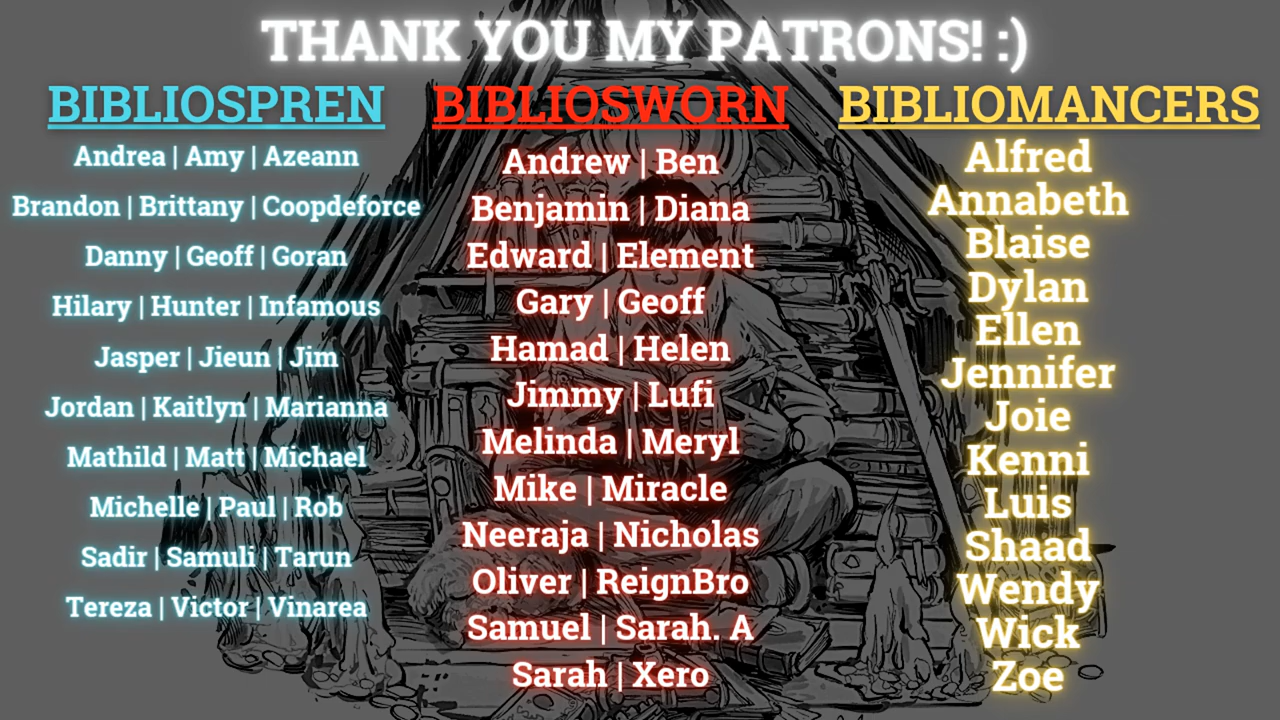 THANK YOU MY PATRONS! :)
BIBLIOSPREN
Andrea | Amy | Azeann
Brandon | Brittany | Coopdeforce
Danny | Geoff | Goran
Hilary | Hunter | Infamous
Jasper | Jieun | Jim
Jordan | Kaitlyn | Marianna
Mathild | Matt | Michael
Michelle | Paul | Rob
Sadir | Samuli | Tarun
Tereza | Victor | Vinarea
BIBLIOSWORN
Andrew | Ben
Benjamin | Diana
Edward | Element
Gary | Geoff
Hamad | Helen
Jimmy | Lufi
Melinda | Meryl
Mike | Miracle
Neeraja | Nicholas
Oliver | ReignBro
Samuel | Sarah. A
Sarah | Xero
BIBLIOMANCERS
Alfred
Annabeth
Blaise
Dylan
Ellen
Jennifer
Joie
Kenni
Luis
Shaad
Wendy
Wick
Zoe